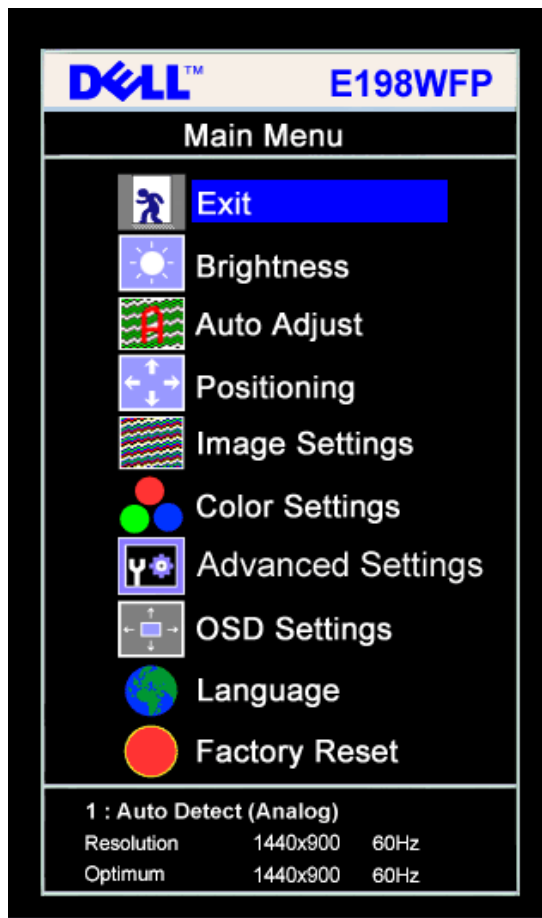 DELL™ E198WFP
Main Menu
Exit
Brightness
A
Auto Adjust
Positioning
Image Settings
Color Settings
Advanced Settings
OSD Settings
Language
Factory Reset
1 : Auto Detect (Analog)
Resolution 1440x900 60Hz
Optimum 1440x900 60Hz